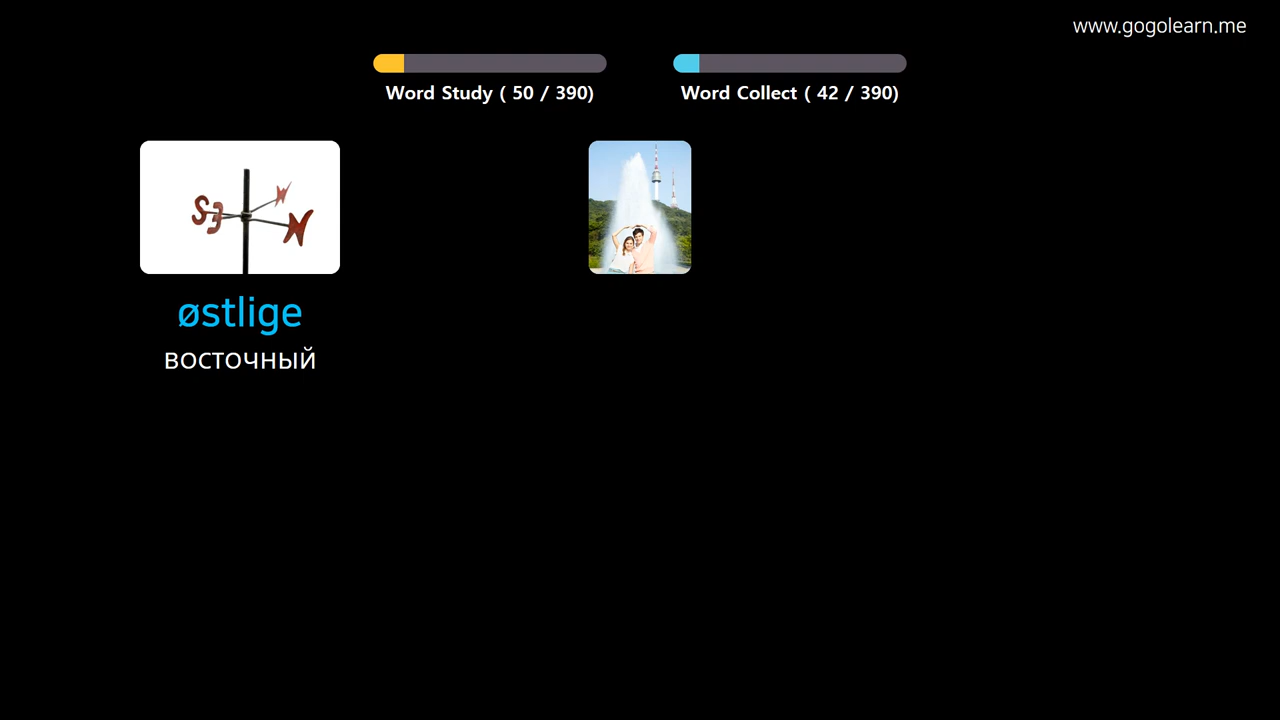 www.gogolearn.me
Word Study ( 50 / 390)
Word Collect ( 42 / 390)
østlige
восточный